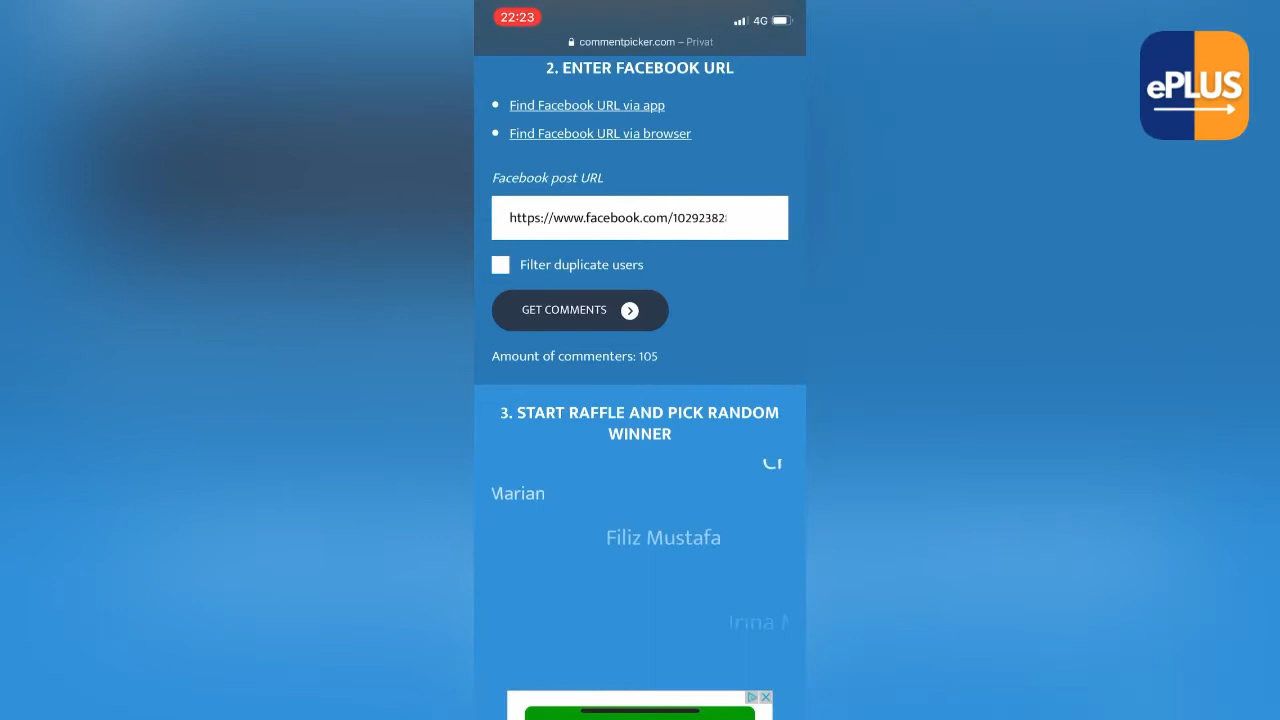 22:23
4G
commentpicker.com – Privat
ePLUS
2. ENTER FACEBOOK URL
Find Facebook URL via app
Find Facebook URL via browser
Facebook post URL
https://www.facebook.com/10292382
Filter duplicate users
GET COMMENTS
Amount of commenters: 105
3. START RAFFLE AND PICK RANDOM
WINNER
Marian
Filiz Mustafa
Irina M